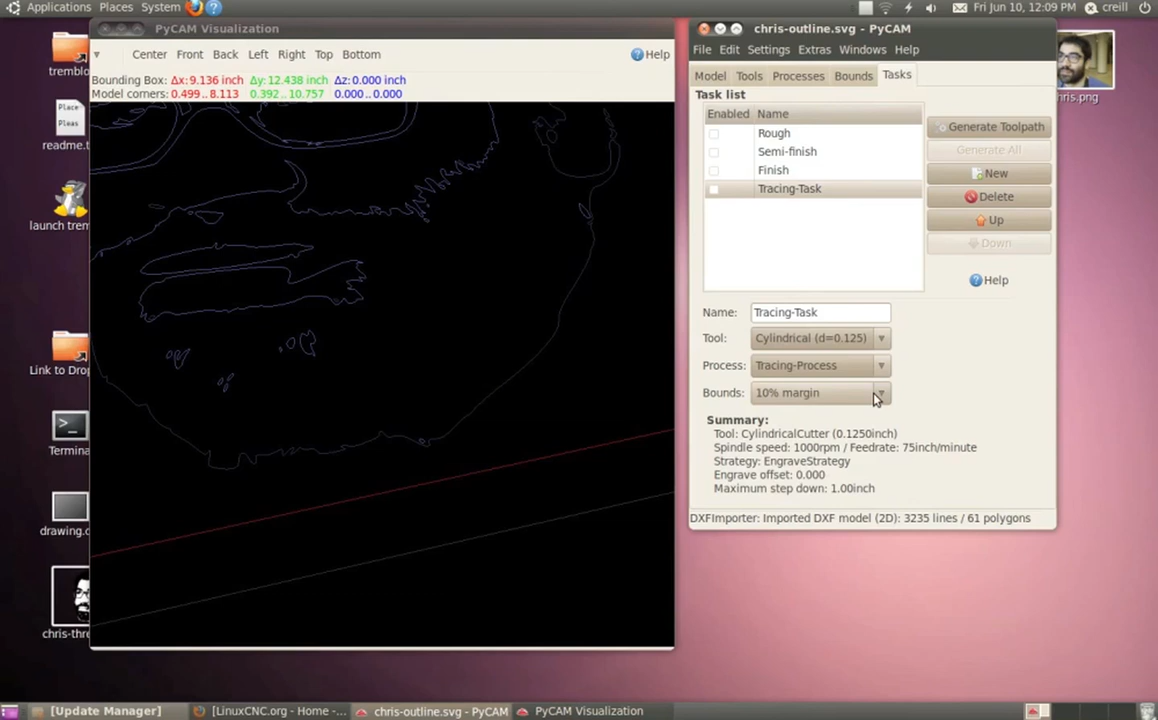 Applications Places System Fri Jun 10, 12:09 PM creill
PyCAM Visualization
Center Front Back Left Right Top Bottom Help
Bounding Box: Δx: 9.136 inch Δy: 12.438 inch Δz: 0.000 inch
Model corners: 0.499 .. 8.113 0.392 .. 10.757 0.000 .. 0.000
chris-outline.svg - PyCAM
File Edit Settings Extras Windows Help
Model Tools Processes Bounds Tasks
Task list
Enabled Name
Rough
Semi-finish
Finish
Tracing-Task
Generate Toolpath
Generate All
New
Delete
Up
Down
Help
Name: Tracing-Task
Tool: Cylindrical (d=0.125)
Process: Tracing-Process
Bounds: 10% margin
Summary:
Tool: CylindricalCutter (0.1250inch)
Spindle speed: 1000rpm / Feedrate: 75inch/minute
Strategy: EngraveStrategy
Engrave offset: 0.000
Maximum step down: 1.00inch
DXFImporter: Imported DXF model (2D): 3235 lines / 61 polygons
tremblo
Place
Pleas
readme.t
launch trem
Link to Drop
Termina
drawing.c
chris-thre
hris.png
[Update Manager] [LinuxCNC.org - Home -... chris-outline.svg - PyCAM PyCAM Visualization